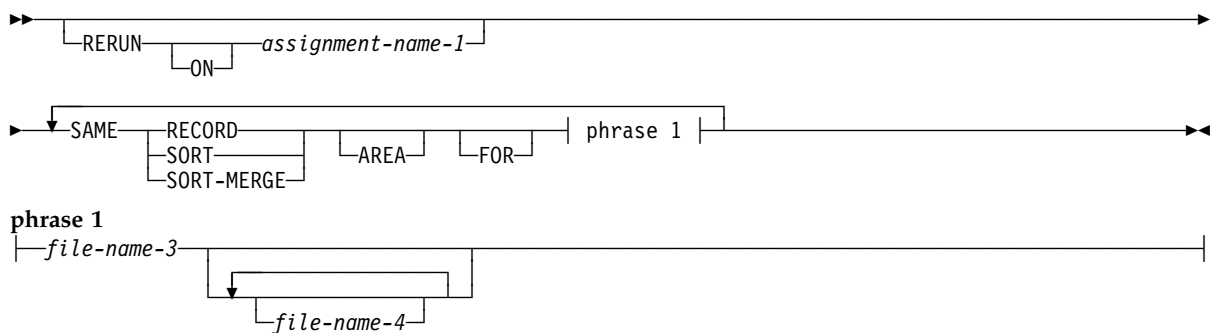 RERUN assignment-name-1
ON
SAME RECORD phrase 1
SORT AREA FOR
SORT-MERGE
phrase 1
file-name-3
file-name-4